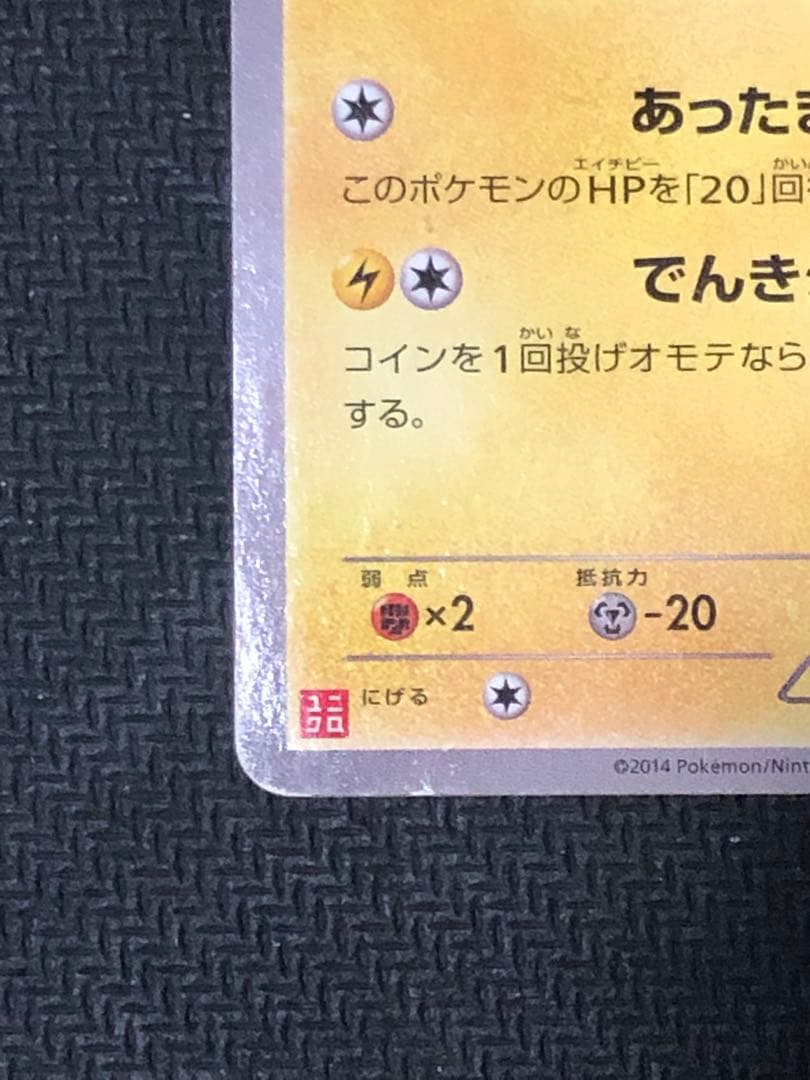 あったま
エイチピー かい
このポケモンのHPを「20」回
でんき
かい な
コインを1回投げオモテなら
する。
弱点 抵抗力
×2 -20
ユニ
クロ
にげる
©2014 Pokémon/Nint